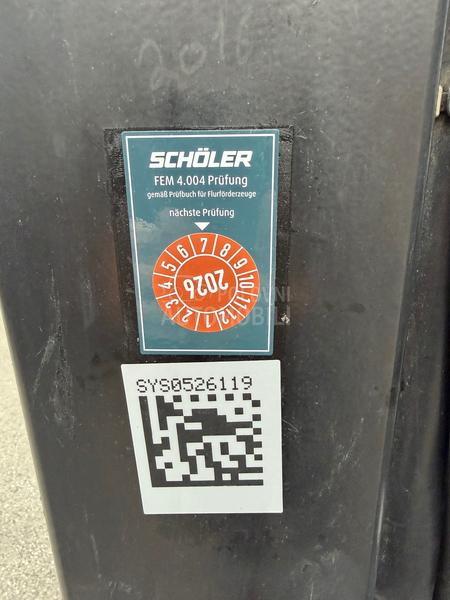 2016
SCHÖLER
FEM 4.004 Prüfung
gemäß Prüfbuch für Flurförderzeuge
nächste Prüfung
1 2 3 4 5 6 7 8 9 10 11 12
2026
SYS0526119